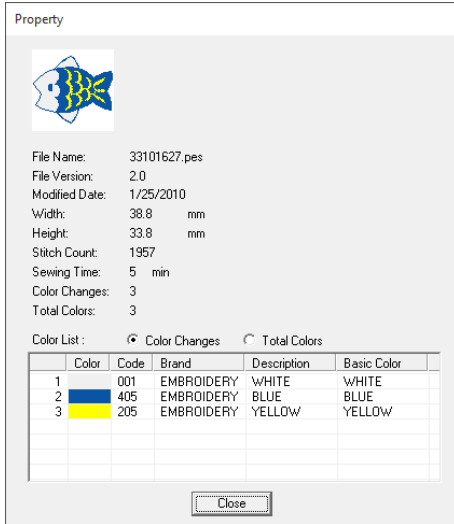 Property
File Name: 33101627.pes
File Version: 2.0
Modified Date: 1/25/2010
Width: 38.8 mm
Height: 33.8 mm
Stitch Count: 1957
Sewing Time: 5 min
Color Changes: 3
Total Colors: 3
Color List : Color Changes Total Colors
Color Code Brand Description Basic Color
1 001 EMBROIDERY WHITE WHITE
2 405 EMBROIDERY BLUE BLUE
3 205 EMBROIDERY YELLOW YELLOW
Close